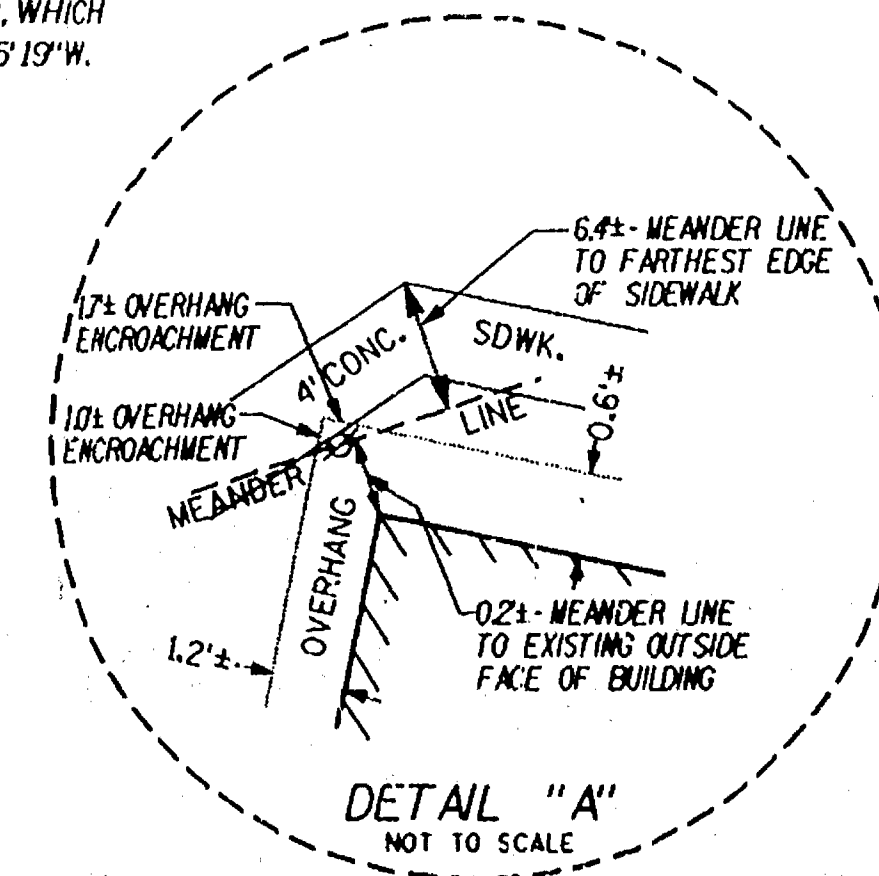 , WHICH
5'19"W.
6.4±- MEANDER LINE
TO FARTHEST EDGE
OF SIDEWALK
1.7± OVERHANG
ENCROACHMENT
4' CONC.
SDWK.
1.0± OVERHANG
ENCROACHMENT
LINE
0.6'±
MEANDER
OVERHANG
0.2±- MEANDER LINE
TO EXISTING OUTSIDE
FACE OF BUILDING
1.2'±
DETAIL "A"
NOT TO SCALE